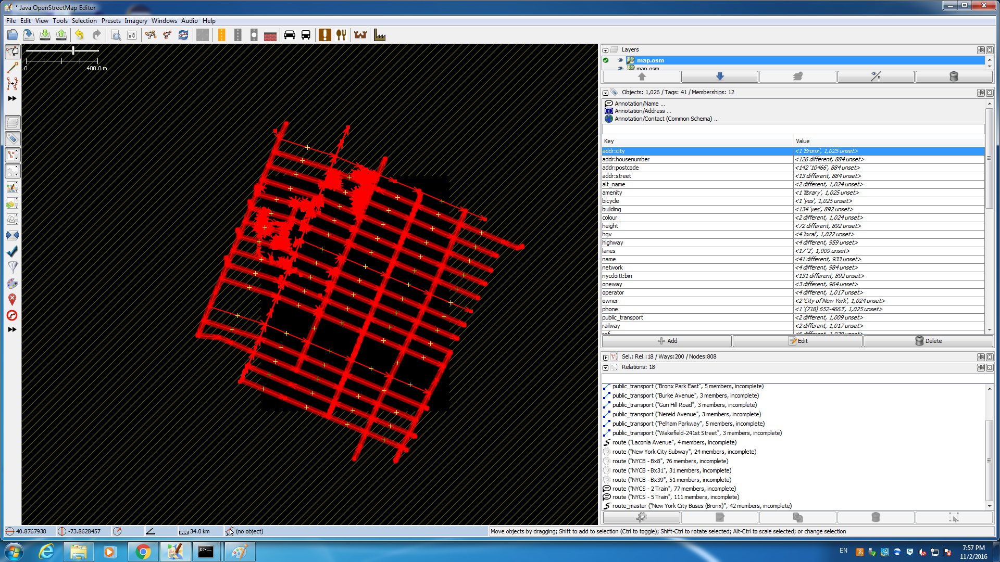 * Java OpenStreetMap Editor
File Edit View Tools Selection Presets Imagery Windows Audio Help
0 400.0 m
Layers
map.osm
map.osm
Objects: 1,026 / Tags: 41 / Memberships: 12
Annotation/Name ...
Annotation/Address ...
Annotation/Contact (Common Schema) ...
Key Value
addr:city <1 'Bronx', 1,025 unset>
addr:housenumber <126 different, 884 unset>
addr:postcode <142 '10466', 884 unset>
addr:street <13 different, 884 unset>
alt_name <2 different, 1,024 unset>
amenity <1 'library', 1,025 unset>
bicycle <1 'yes', 1,025 unset>
building <134 'yes', 892 unset>
colour <2 different, 1,024 unset>
height <72 different, 892 unset>
hgv <4 'local', 1,022 unset>
highway <4 different, 959 unset>
lanes <17 '2', 1,009 unset>
name <41 different, 933 unset>
network <4 different, 984 unset>
nycdoitt:bin <131 different, 892 unset>
oneway <3 different, 964 unset>
operator <4 different, 1,017 unset>
owner <2 'City of New York', 1,024 unset>
phone <1 '(718) 652-4663', 1,025 unset>
public_transport <2 different, 1,009 unset>
railway <2 different, 1,017 unset>
Add Edit Delete
Sel.: Rel.:18 / Ways:200 / Nodes:808
Relations: 18
public_transport ("Bronx Park East", 5 members, incomplete)
public_transport ("Burke Avenue", 3 members, incomplete)
public_transport ("Gun Hill Road", 3 members, incomplete)
public_transport ("Nereid Avenue", 3 members, incomplete)
public_transport ("Pelham Parkway", 5 members, incomplete)
public_transport ("Wakefield-241st Street", 3 members, incomplete)
route ("Laconia Avenue", 4 members, incomplete)
route ("New York City Subway", 24 members, incomplete)
route ("NYCB - Bx8", 76 members, incomplete)
route ("NYCB - Bx31", 31 members, incomplete)
route ("NYCB - Bx39", 51 members, incomplete)
route ("NYCS - 2 Train", 77 members, incomplete)
route ("NYCS - 5 Train", 111 members, incomplete)
route_master ("New York City Buses (Bronx)", 42 members, incomplete)
40.8767938 -73.8628457 34.0 km (no object) Move objects by dragging; Shift to add to selection (Ctrl to toggle); Shift-Ctrl to rotate selected; Alt-Ctrl to scale selected; or change selection
EN 7:57 PM
11/2/2016